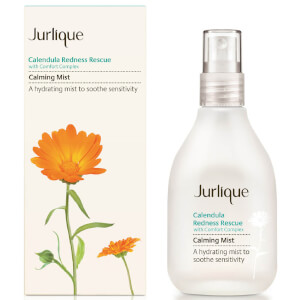 Jurlique
Calendula Redness Rescue
with Comfort Complex
Calming Mist
A hydrating mist to soothe sensitivity
Jurlique
Calendula
Redness Rescue
with Comfort Complex
Calming Mist
A hydrating mist to
soothe sensitivity